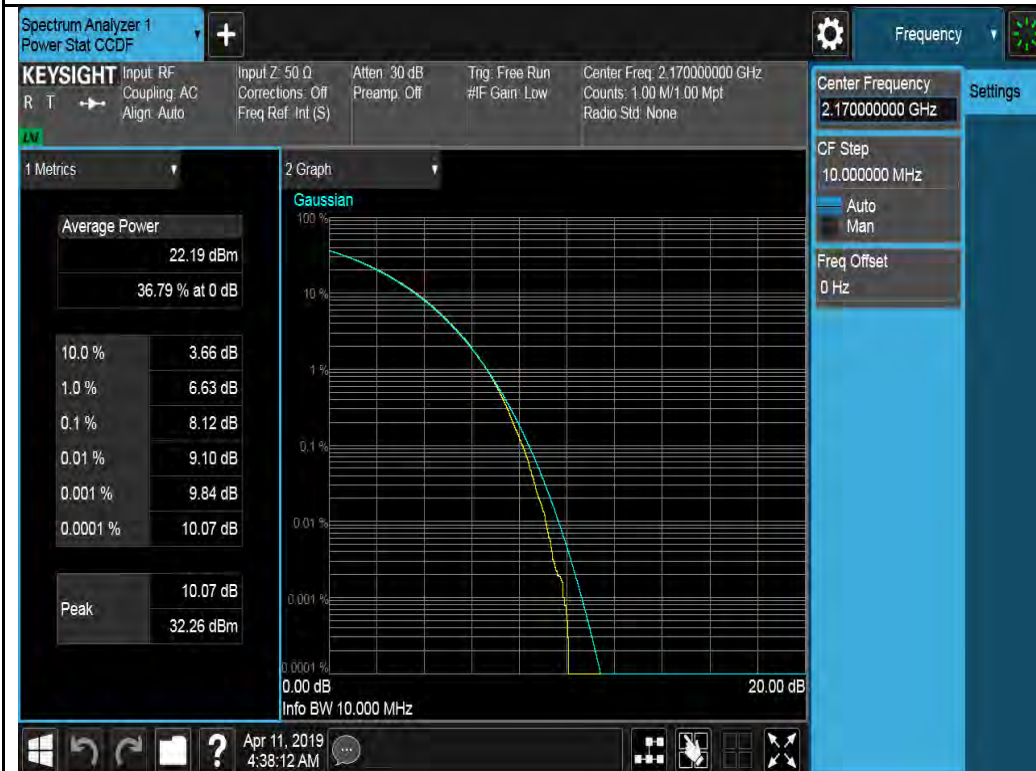 Spectrum Analyzer 1
Power Stat CCDF
+
Frequency
KEYSIGHT
R T
LV
Input: RF
Coupling: AC
Align: Auto
Input Z: 50 Ω
Corrections: Off
Freq Ref: Int (S)
Atten: 30 dB
Preamp: Off
Trig: Free Run
#IF Gain: Low
Center Freq: 2.170000000 GHz
Counts: 1.00 M/1.00 Mpt
Radio Std: None
Center Frequency
2.170000000 GHz
Settings
CF Step
10.000000 MHz
Auto
Man
Freq Offset
0 Hz
1 Metrics
Average Power
22.19 dBm
36.79 % at 0 dB
10.0 % 3.66 dB
1.0 % 6.63 dB
0.1 % 8.12 dB
0.01 % 9.10 dB
0.001 % 9.84 dB
0.0001 % 10.07 dB
Peak
10.07 dB
32.26 dBm
2 Graph
Gaussian
100 %
10 %
1 %
0.1 %
0.01 %
0.001 %
0.0001 %
0.00 dB 20.00 dB
Info BW 10.000 MHz
?
Apr 11, 2019
4:38:12 AM